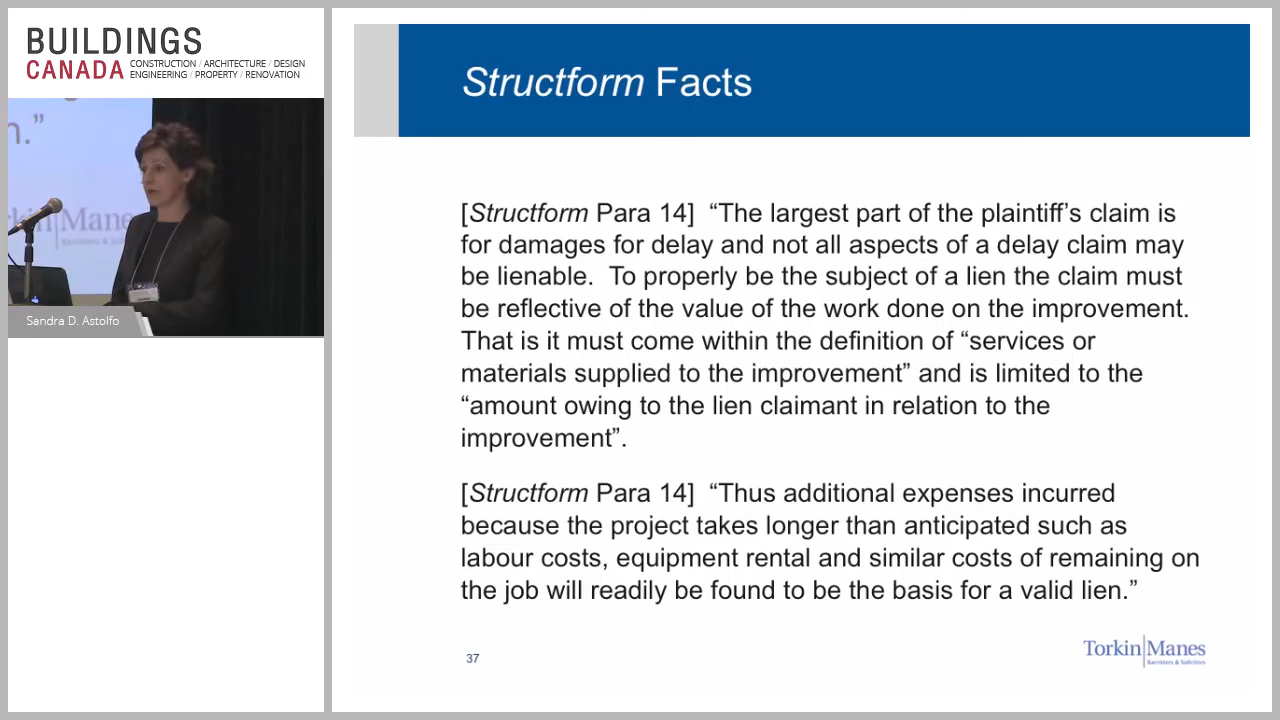 BUILDINGS
CANADA CONSTRUCTION / ARCHITECTURE / DESIGN
ENGINEERING / PROPERTY / RENOVATION
n.”
Manes
Sandra D. Astolfo
Structform Facts
[Structform Para 14] “The largest part of the plaintiff’s claim is
for damages for delay and not all aspects of a delay claim may
be lienable. To properly be the subject of a lien the claim must
be reflective of the value of the work done on the improvement.
That is it must come within the definition of “services or
materials supplied to the improvement” and is limited to the
“amount owing to the lien claimant in relation to the
improvement”.
[Structform Para 14] “Thus additional expenses incurred
because the project takes longer than anticipated such as
labour costs, equipment rental and similar costs of remaining on
the job will readily be found to be the basis for a valid lien.”
37
Torkin Manes
Barristers & Solicitors